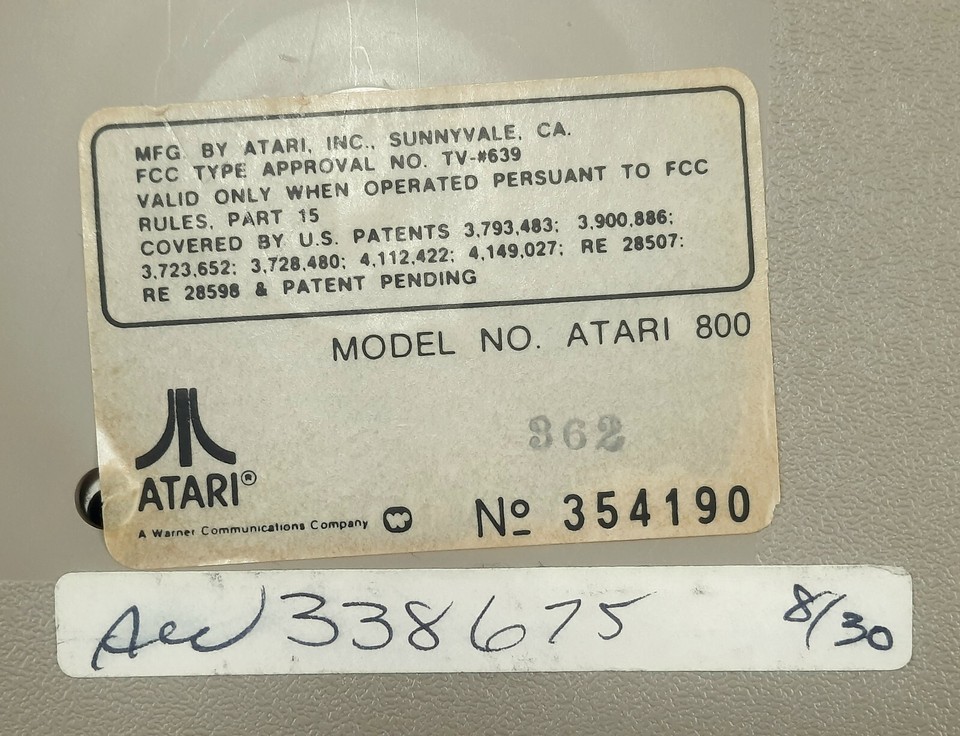 MFG. BY ATARI, INC., SUNNYVALE, CA.
FCC TYPE APPROVAL NO. TV-#639
VALID ONLY WHEN OPERATED PERSUANT TO FCC
RULES, PART 15
COVERED BY U.S. PATENTS 3,793,483; 3,900,886;
3,723,652; 3,728,480; 4,112,422; 4,149,027; RE 28507;
RE 28598 & PATENT PENDING
MODEL NO. ATARI 800
362
ATARI®
A Warner Communications Company
Nº 354190
338675 8/30